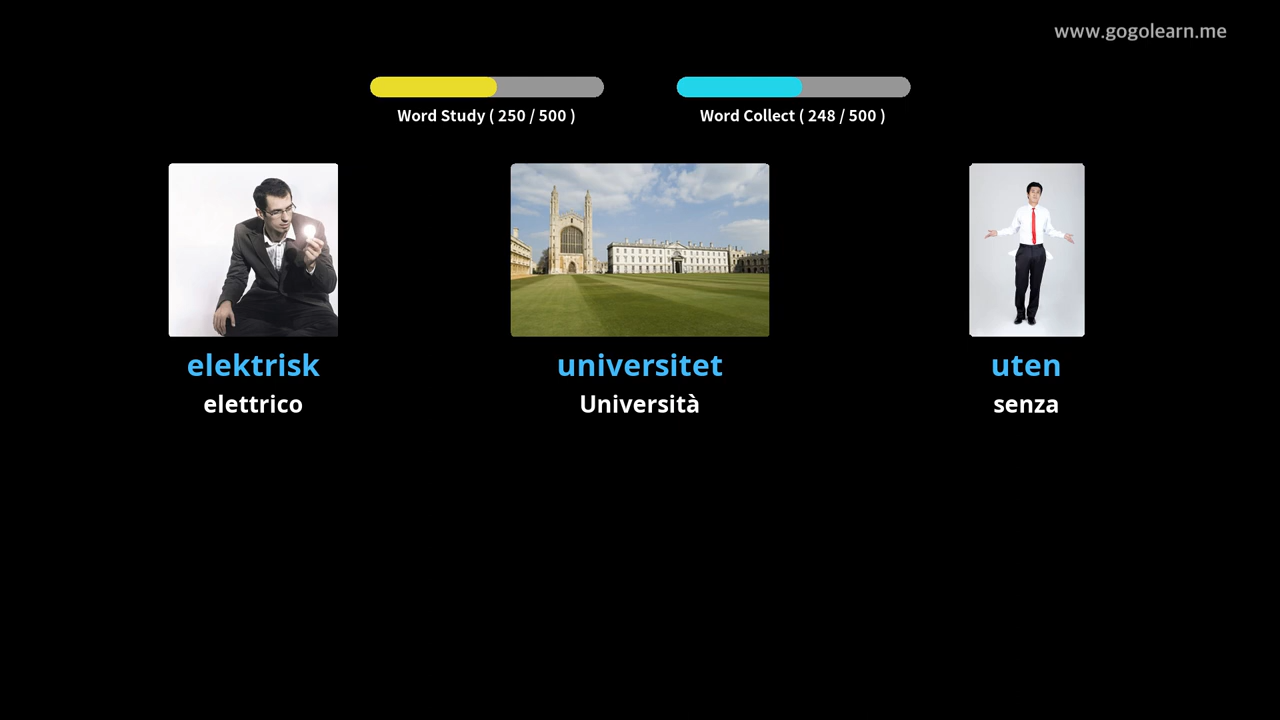 www.gogolearn.me
Word Study ( 250 / 500 )
Word Collect ( 248 / 500 )
elektrisk
elettrico
universitet
Università
uten
senza